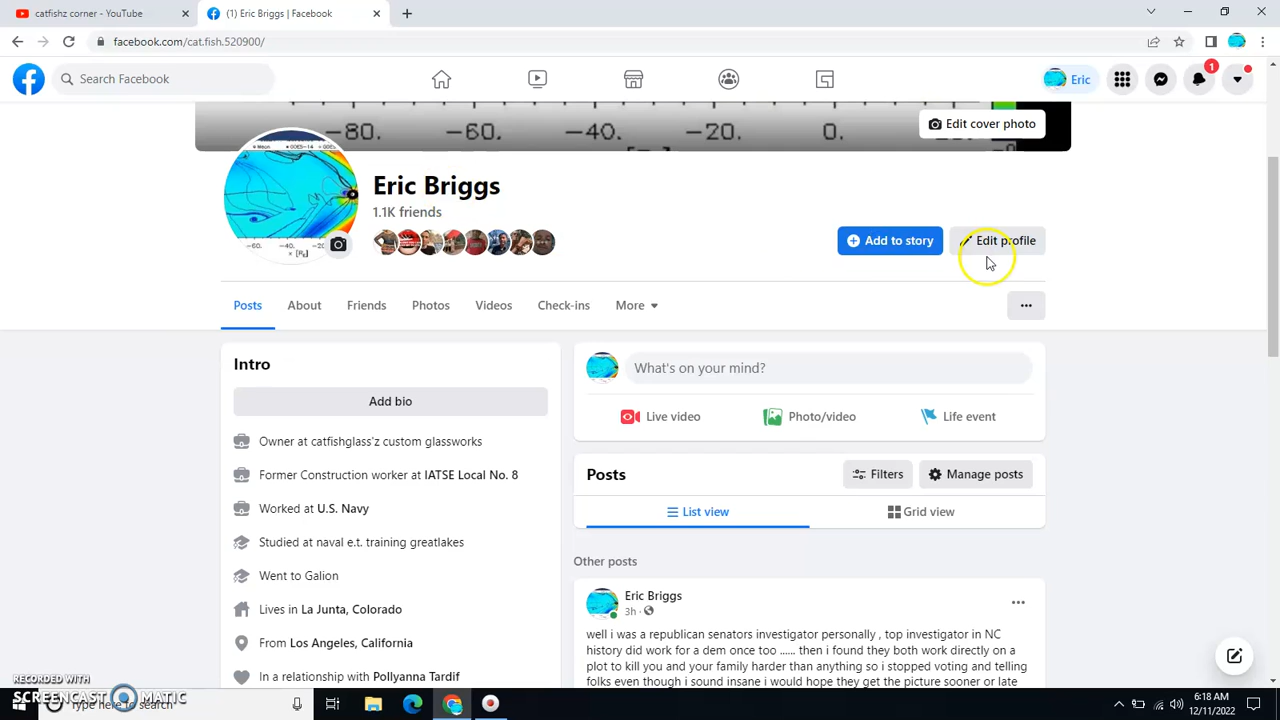 catfishz corner - YouTube
(1) Eric Briggs | Facebook
facebook.com/cat.fish.520900/
Search Facebook
Eric
1
-80. -60. -40. -20. 0.
Edit cover photo
Eric Briggs
1.1K friends
-60. -40. -20
Add to story
Edit profile
Posts About Friends Photos Videos Check-ins More
Intro
Add bio
Owner at catfishglass'z custom glassworks
Former Construction worker at IATSE Local No. 8
Worked at U.S. Navy
Studied at naval e.t. training greatlakes
Went to Galion
Lives in La Junta, Colorado
From Los Angeles, California
In a relationship with Pollyanna Tardif
What's on your mind?
Live video Photo/video Life event
Posts
Filters
Manage posts
List view
Grid view
Other posts
Eric Briggs
3h
well i was a republican senators investigator personally , top investigator in NC
history did work for a dem once too ...... then i found they both work directly on a
plot to kill you and your family harder than anything so i stopped voting and telling
folks even though i sound insane i would hope they get the picture sooner or late
RECORDED WITH
SCREENCAST MATIC
Type here to search
6:18 AM
12/11/2022